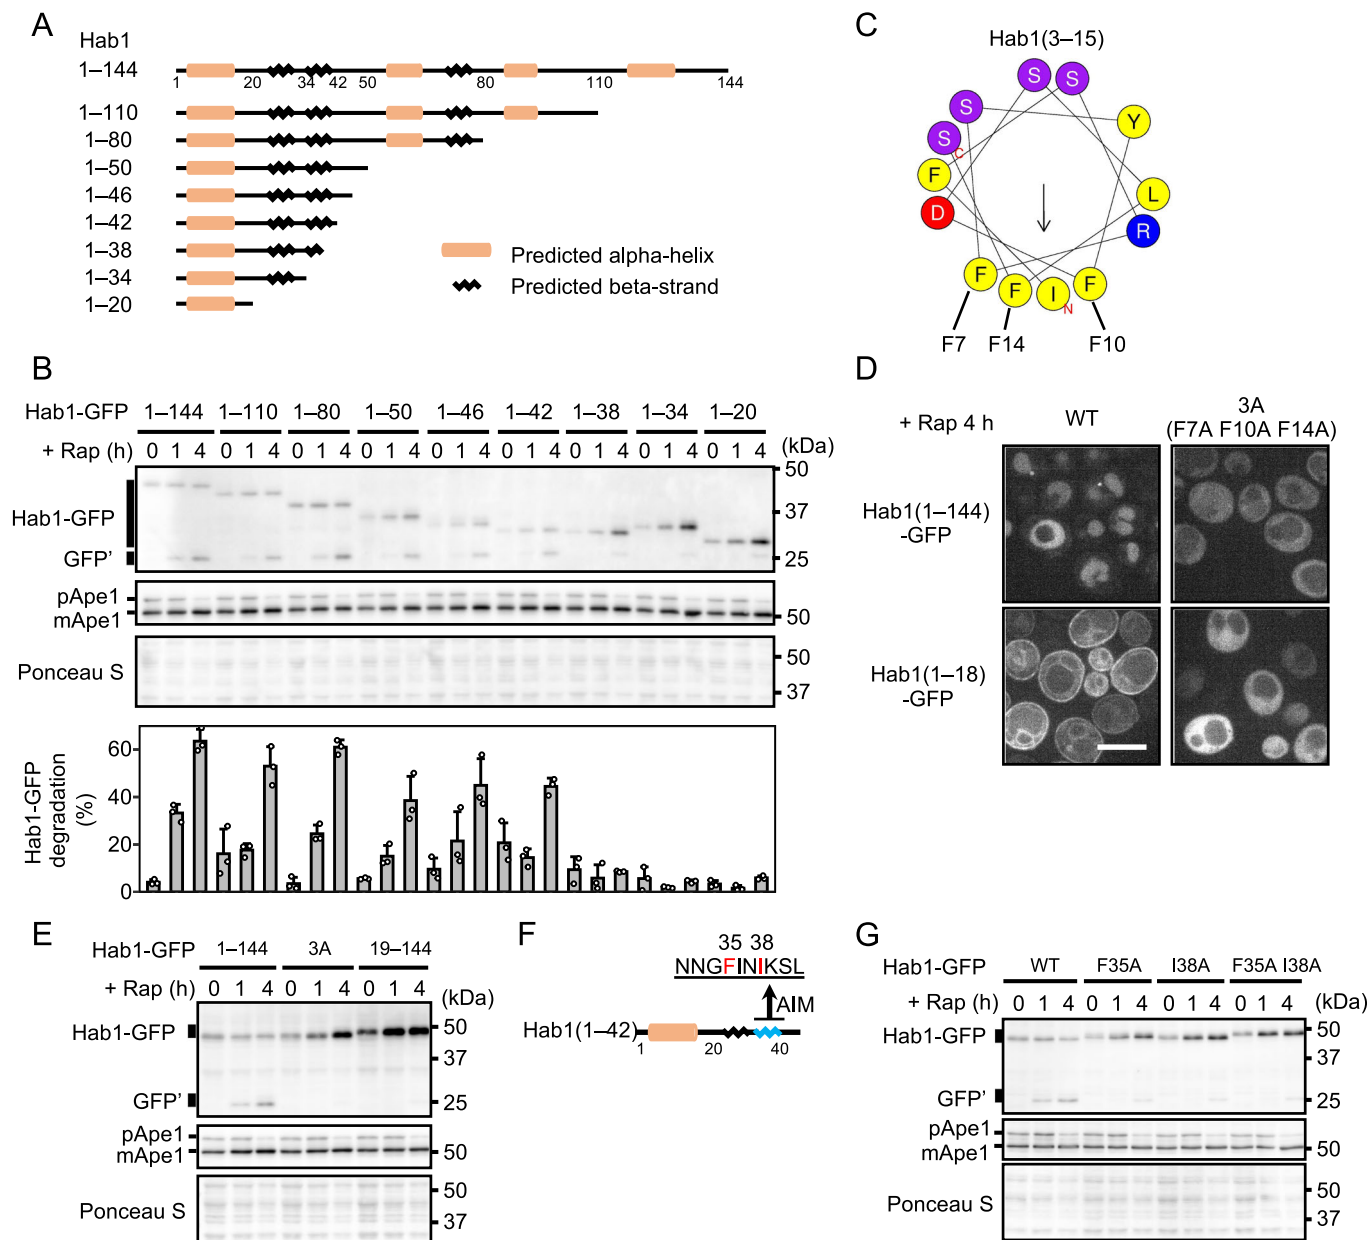 A
Hab1
1–144
1 20 34 42 50 80 110 144
1–110
1–80
1–50
1–46
1–42
1–38
1–34
1–20
Predicted alpha-helix
Predicted beta-strand
B
Hab1-GFP 1–144 1–110 1–80 1–50 1–46 1–42 1–38 1–34 1–20
+ Rap (h) 0 1 4 0 1 4 0 1 4 0 1 4 0 1 4 0 1 4 0 1 4 0 1 4 0 1 4 (kDa)
50
Hab1-GFP 37
GFP' 25
pApe1
mApe1 50
Ponceau S 50
37
Hab1-GFP
degradation
(%)
60
40
20
0
C
Hab1(3–15)
S S
S Y
S
C
F L
D R
F F I F
N
F7 F14 F10
D
+ Rap 4 h WT 3A
(F7A F10A F14A)
Hab1(1–144)
-GFP
Hab1(1–18)
-GFP
E
Hab1-GFP 1–144 3A 19–144
+ Rap (h) 0 1 4 0 1 4 0 1 4 (kDa)
Hab1-GFP 50
37
GFP' 25
pApe1
mApe1 50
Ponceau S 50
37
F
35 38
NNGFINIKSL
AIM
Hab1(1–42)
1 20 40
G
Hab1-GFP WT F35A I38A F35A I38A
+ Rap (h) 0 1 4 0 1 4 0 1 4 0 1 4 (kDa)
Hab1-GFP 50
37
GFP' 25
pApe1
mApe1 50
Ponceau S 50
37